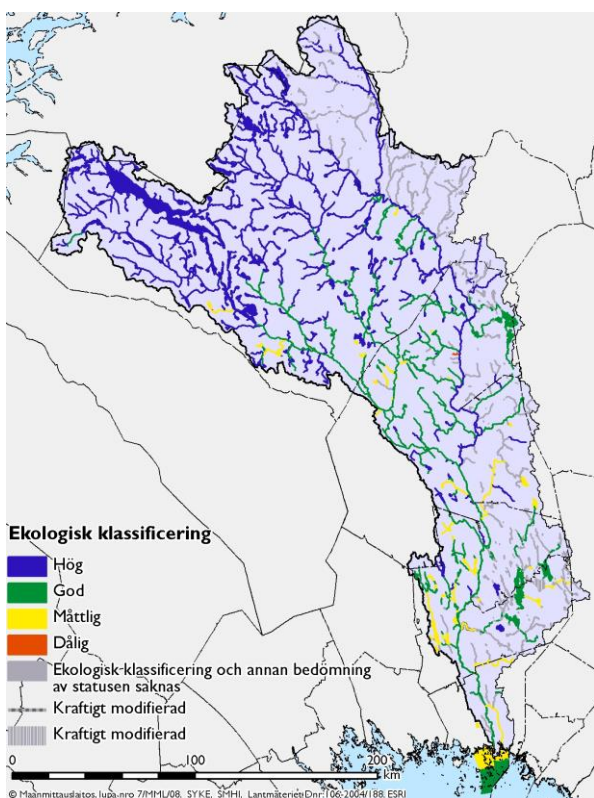 Ekologisk klassificering
Hög
God
Måttlig
Dålig
Ekologisk klassificering och annan bedömning
av statusen saknas
Kraftigt modifierad
Kraftigt modifierad
0 100 200
km
© Maanmittauslaitos, lupa nro 7/MML/08, SYKE, SMHI, Lantmäteriet Dnr 106-2004/188, ESRI